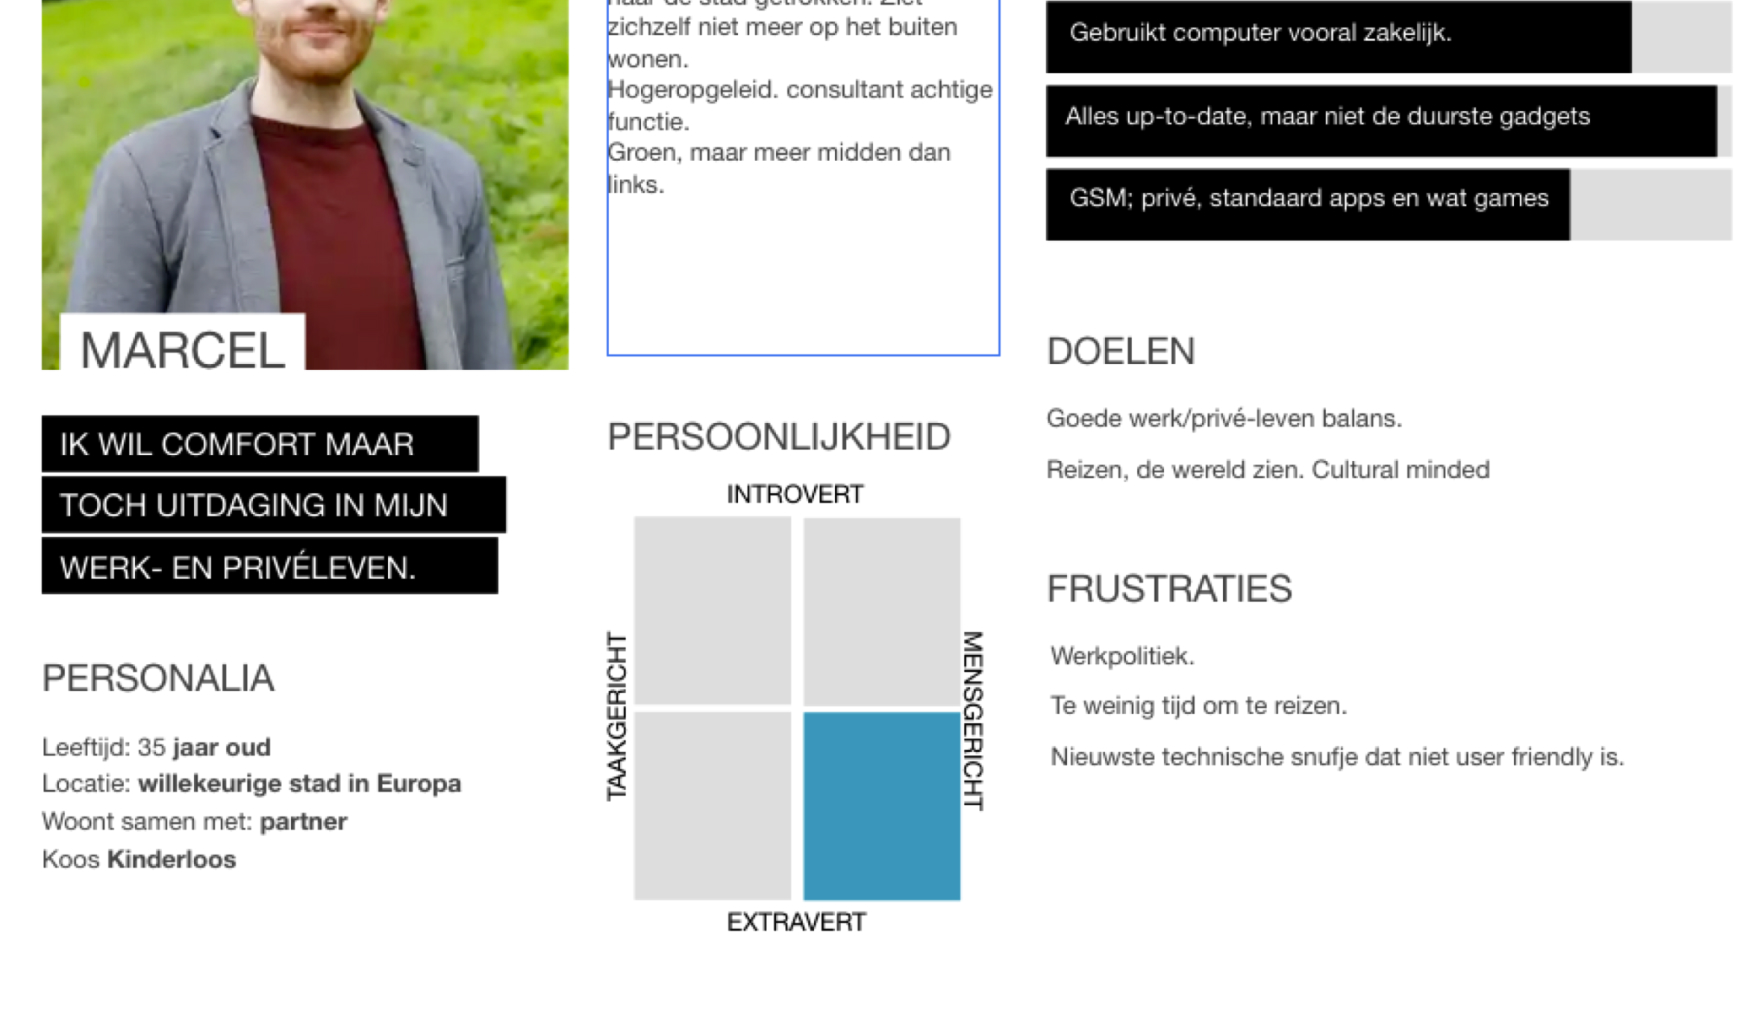 MARCEL
IK WIL COMFORT MAAR
TOCH UITDAGING IN MIJN
WERK- EN PRIVÉLEVEN.
PERSONALIA
Leeftijd: 35 jaar oud
Locatie: willekeurige stad in Europa
Woont samen met: partner
Koos Kinderloos
naar de stad getrokken. Ziet
zichzelf niet meer op het buiten
wonen.
Hogeropgeleid. consultant achtige
functie.
Groen, maar meer midden dan
links.
PERSOONLIJKHEID
INTROVERT
TAAKGERICHT
MENSGERICHT
EXTRAVERT
Gebruikt computer vooral zakelijk.
Alles up-to-date, maar niet de duurste gadgets
GSM; privé, standaard apps en wat games
DOELEN
Goede werk/privé-leven balans.
Reizen, de wereld zien. Cultural minded
FRUSTRATIES
Werkpolitiek.
Te weinig tijd om te reizen.
Nieuwste technische snufje dat niet user friendly is.